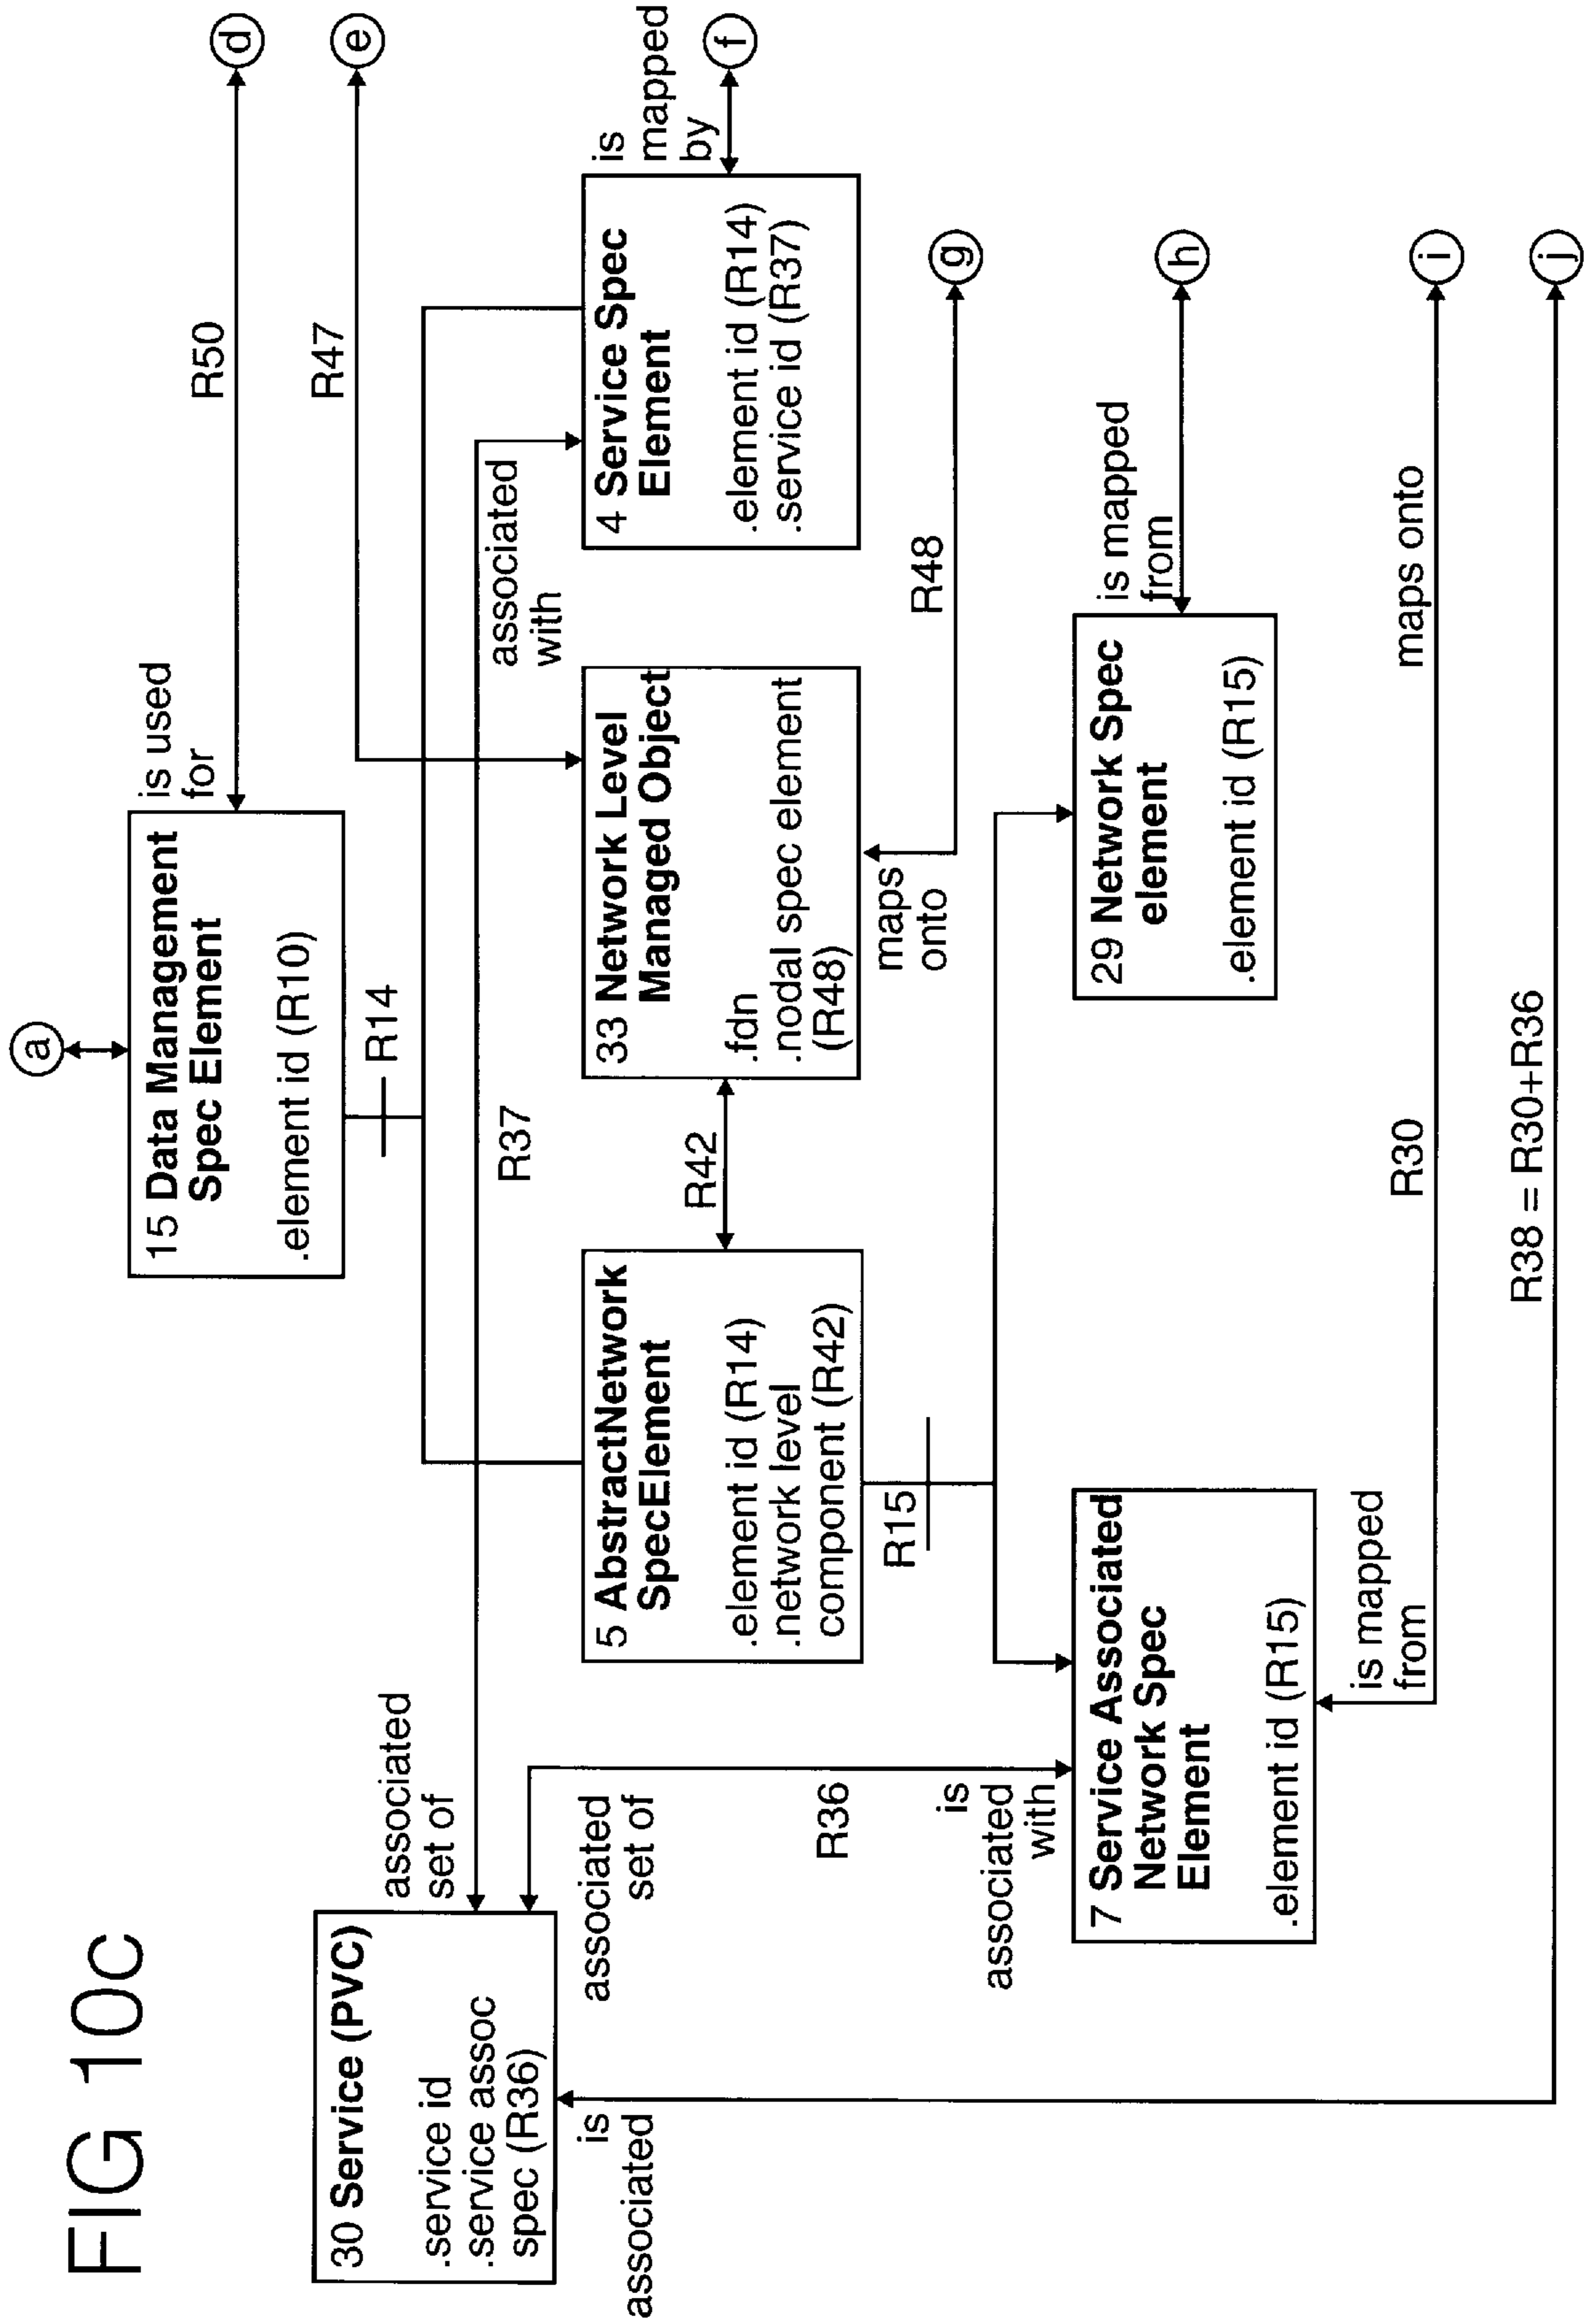 FIG 10c
a
15 Data Management
Spec Element
.element id (R10)
is used
for
R50
d
R14
R47
e
30 Service (PVC)
.service id
.service assoc
spec (R36)
associated
set of
R37
associated
with
associated
set of
is
associated
5 AbstractNetwork
SpecElement
.element id (R14)
.network level
component (R42)
R42
33 Network Level
Managed Object
.fdn
.nodal spec element
(R48)
4 Service Spec
Element
.element id (R14)
.service id (R37)
is
mapped
by
f
R36
is
associated
with
R15
maps
onto
R48
g
7 Service Associated
Network Spec
Element
.element id (R15)
29 Network Spec
element
.element id (R15)
is mapped
from
h
is mapped
from
R30
maps onto
i
R38 = R30+R36
j